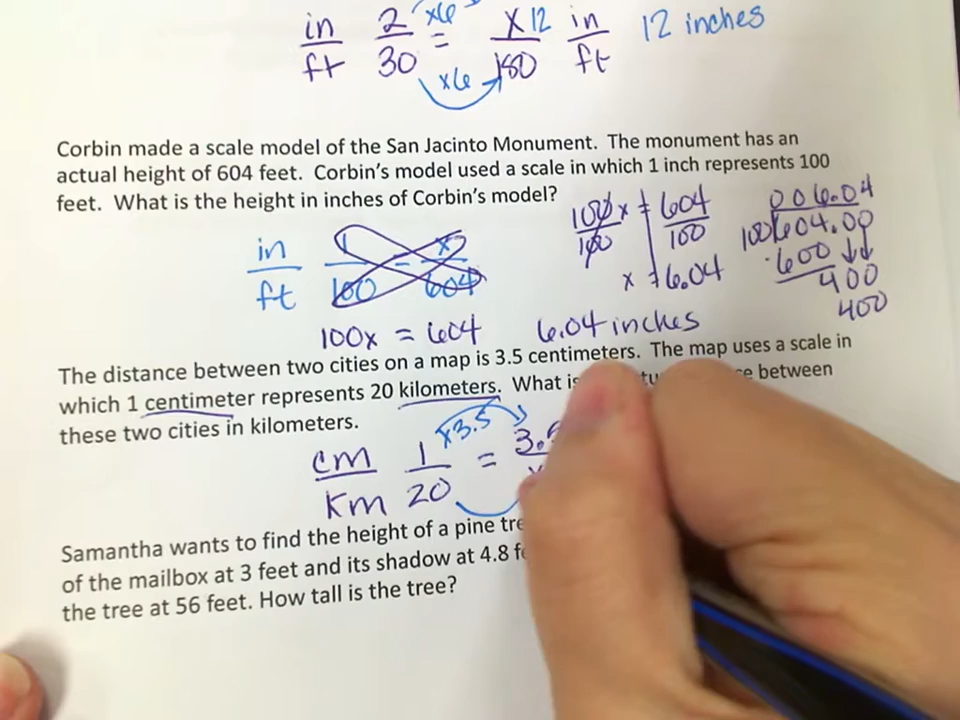 in 2 ×6 = x 12 in 12 inches
ft 30 ×6 180 ft
Corbin made a scale model of the San Jacinto Monument. The monument has an
actual height of 604 feet. Corbin's model used a scale in which 1 inch represents 100
feet. What is the height in inches of Corbin's model?
in 1 = x
ft 100 604
100x = 604
100 100
x = 6.04
006.04
100 604.00
-600
400
400
100x = 604 6.04 inches
The distance between two cities on a map is 3.5 centimeters. The map uses a scale in
which 1 centimeter represents 20 kilometers. What is between
these two cities in kilometers.
cm 1 ×3.5 = 3.5
Km 20
Samantha wants to find the height of a pine
of the mailbox at 3 feet and its shadow at 4.8
the tree at 56 feet. How tall is the tree?